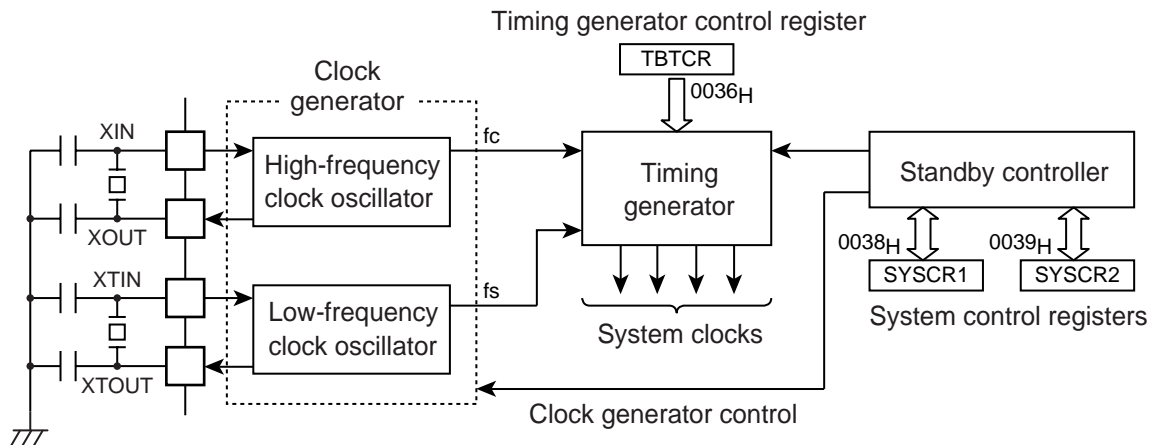 Timing generator control register
TBTCR
0036H
Clock
generator
XIN
High-frequency
clock oscillator
fc
XOUT
Timing
generator
Standby controller
0038H
0039H
SYSCR1
SYSCR2
System control registers
XTIN
Low-frequency
clock oscillator
fs
XTOUT
System clocks
Clock generator control